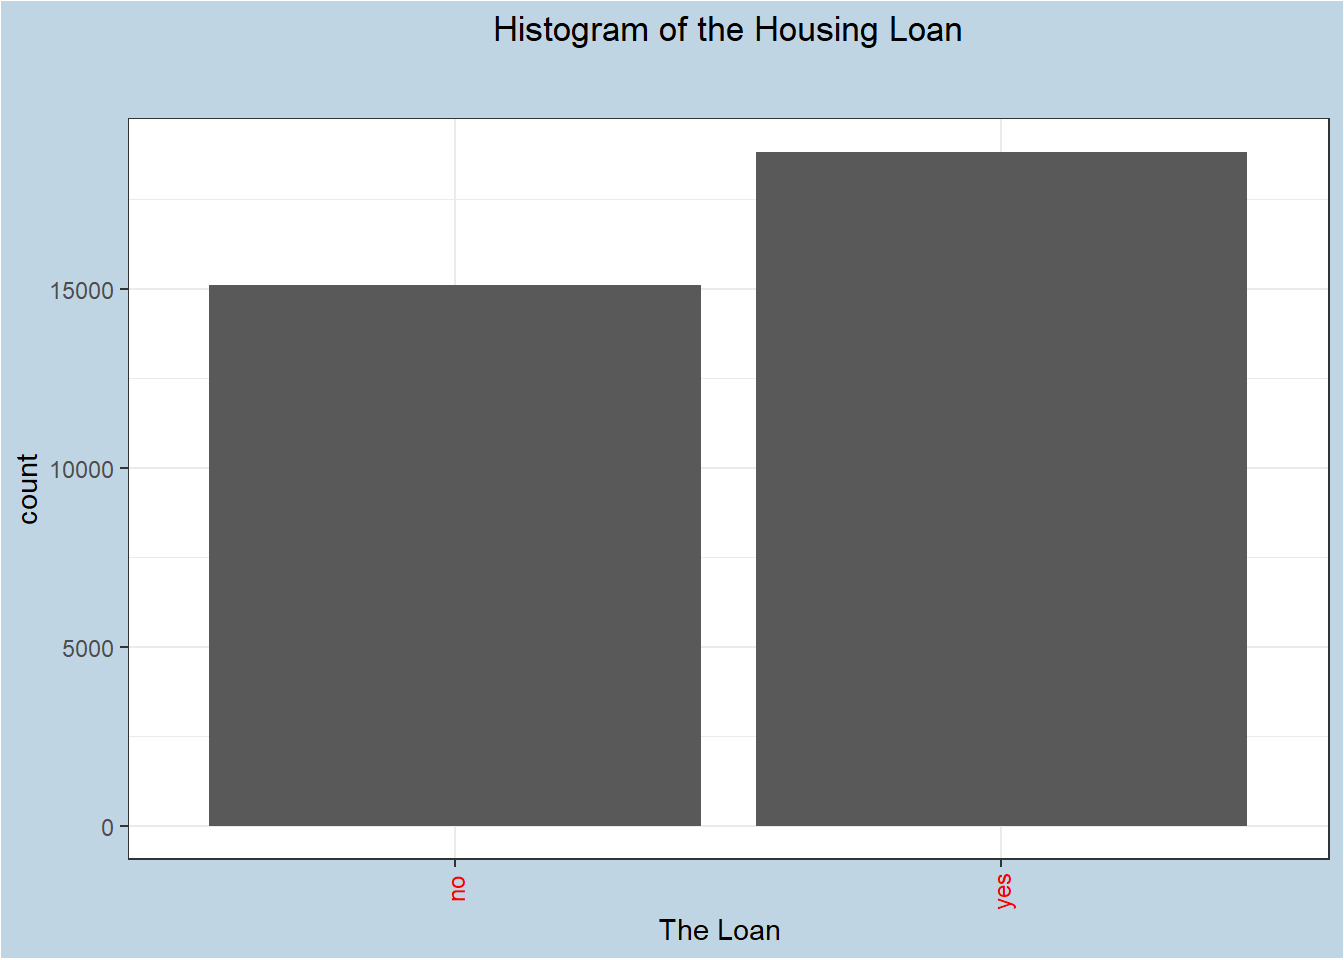 Histogram of the Housing Loan
count
15000
10000
5000
0
no
yes
The Loan